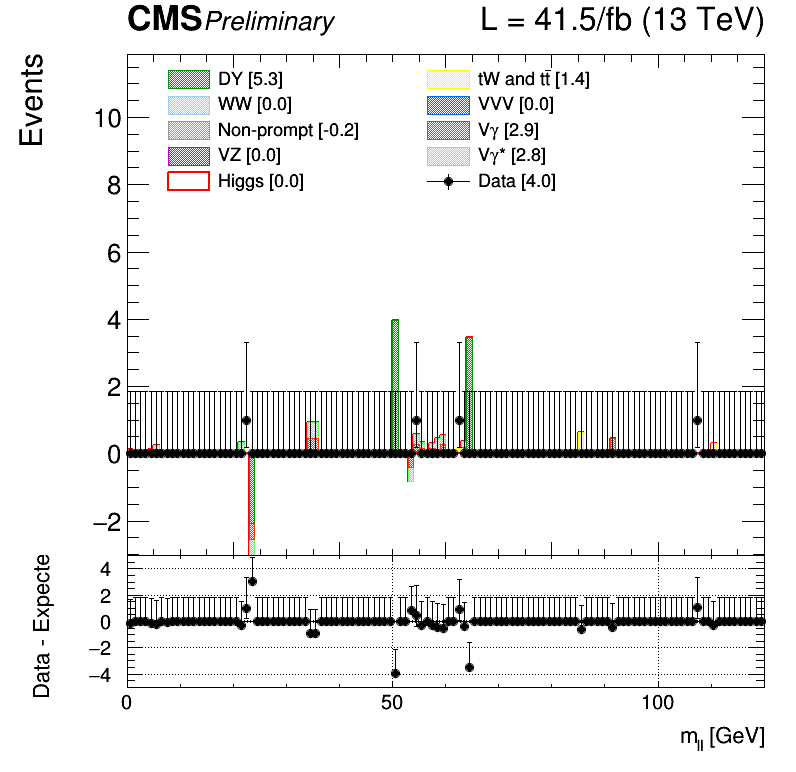 CMS Preliminary L = 41.5/fb (13 TeV)
Events
DY [5.3] tW and tt̄ [1.4]
WW [0.0] VVV [0.0]
Non-prompt [-0.2] Vγ [2.9]
VZ [0.0] Vγ* [2.8]
Higgs [0.0] Data [4.0]
10
8
6
4
2
0
−2
Data - Expecte
4
2
0
−2
−4
0 50 100
m_ll [GeV]